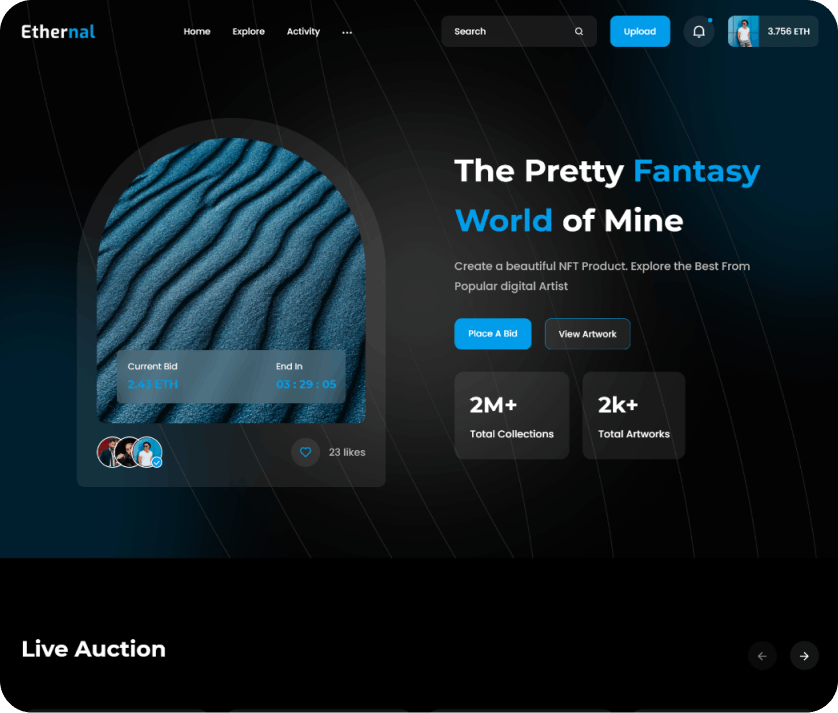 Ethernal
Home Explore Activity ...
Search
Upload
3.756 ETH
The Pretty Fantasy
World of Mine
Create a beautiful NFT Product. Explore the Best From
Popular digital Artist
Place A Bid
View Artwork
Current Bid
2.43 ETH
End In
03 : 29 : 05
23 likes
2M+
Total Collections
2k+
Total Artworks
Live Auction